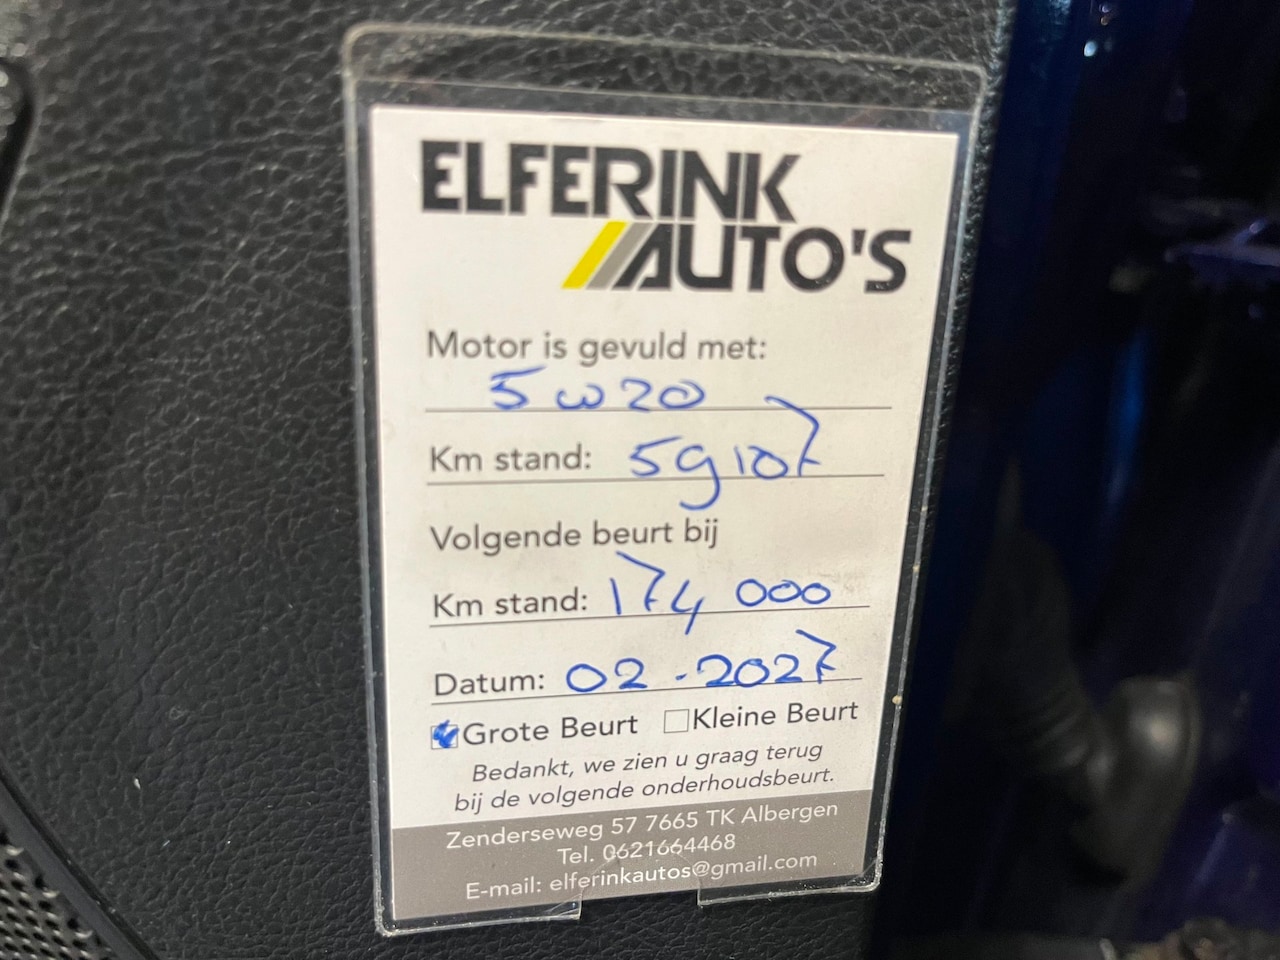 ELFERINK
AUTO'S
Motor is gevuld met:
5w20
Km stand: 59107
Volgende beurt bij
Km stand: 174 000
Datum: 02-2027
Grote Beurt Kleine Beurt
Bedankt, we zien u graag terug
bij de volgende onderhoudsbeurt.
Zenderseweg 57 7665 TK Albergen
Tel. 0621664468
E-mail: elferinkautos@gmail.com